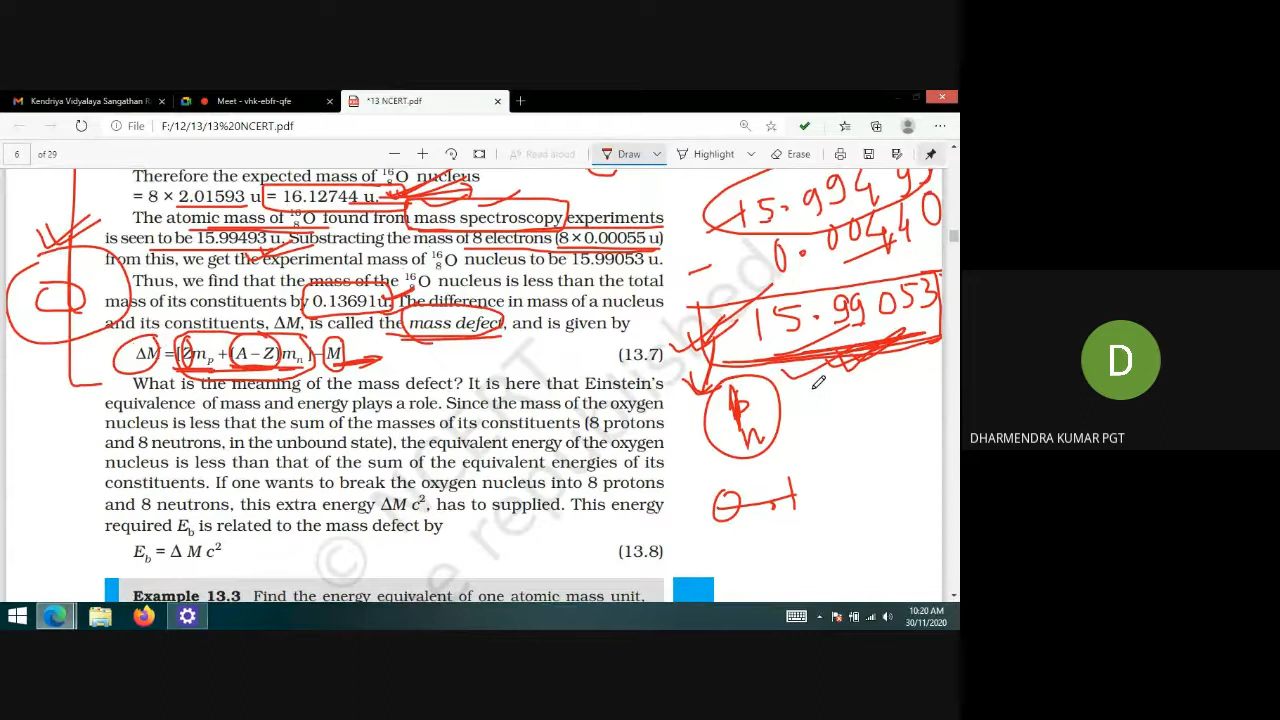 Kendriya Vidyalaya Sangathan R
Meet - vhk-ebfr-qfe
*13 NCERT.pdf
File
F:/12/13/13%20NCERT.pdf
6 of 29
Read aloud
Draw
Highlight
Erase
Therefore the expected mass of ¹⁶₈O nucleus
= 8 × 2.01593 u = 16.12744 u.
The atomic mass of ¹⁶₈O found from mass spectroscopy experiments
is seen to be 15.99493 u. Substracting the mass of 8 electrons (8 × 0.00055 u)
from this, we get the experimental mass of ¹⁶₈O nucleus to be 15.99053 u.
Thus, we find that the mass of the ¹⁶₈O nucleus is less than the total
mass of its constituents by 0.13691u. The difference in mass of a nucleus
and its constituents, ΔM, is called the mass defect, and is given by
ΔM = [Zmₚ + (A − Z)mₙ] − M (13.7)
What is the meaning of the mass defect? It is here that Einstein's
equivalence of mass and energy plays a role. Since the mass of the oxygen
nucleus is less that the sum of the masses of its constituents (8 protons
and 8 neutrons, in the unbound state), the equivalent energy of the oxygen
nucleus is less than that of the sum of the equivalent energies of its
constituents. If one wants to break the oxygen nucleus into 8 protons
and 8 neutrons, this extra energy ΔM c², has to supplied. This energy
required E_b is related to the mass defect by
E_b = Δ M c² (13.8)
Example 13.3 Find the energy equivalent of one atomic mass unit,
© NCERT
be republished
15.99493
0.00440
15.99053
p
n
D
DHARMENDRA KUMAR PGT
10:20 AM
30/11/2020